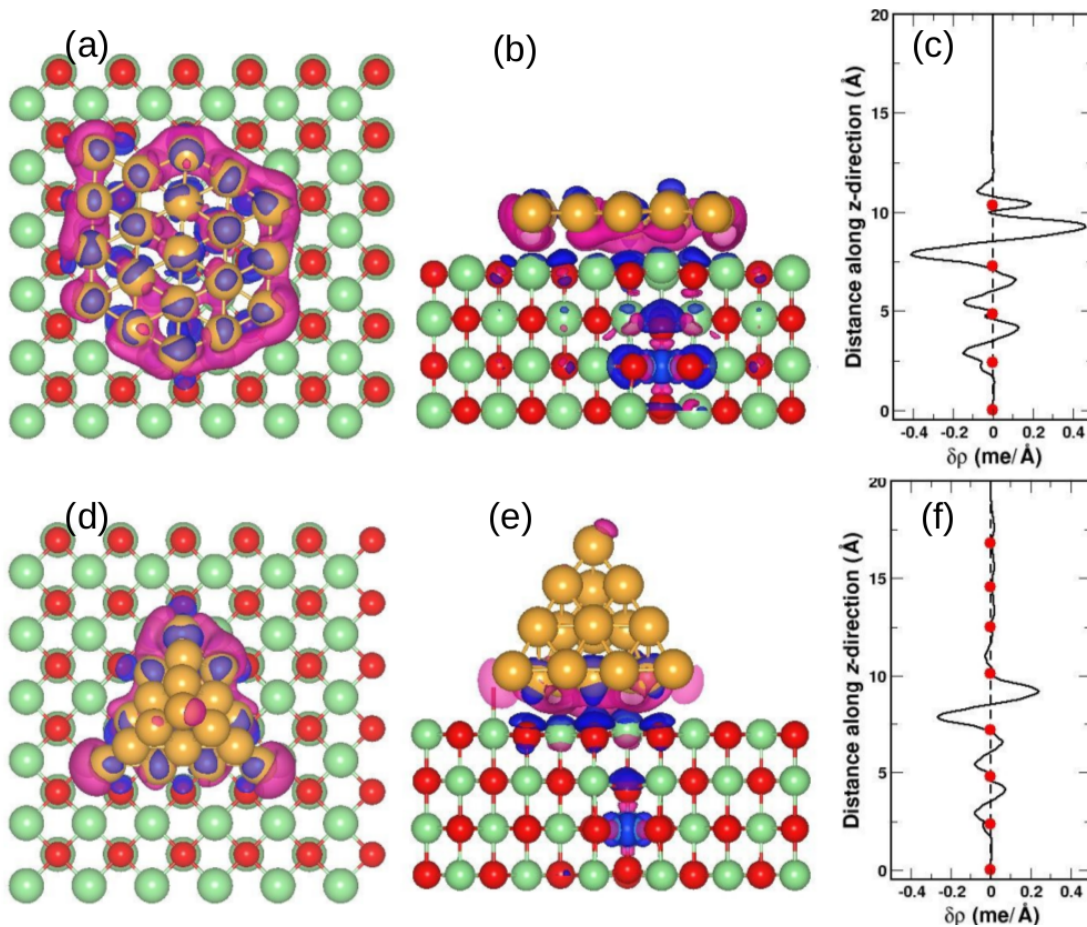 (a)
(b)
(c)
20
15
10
5
0
Distance along z-direction (Å)
-0.4 -0.2 0 0.2 0.4
δρ (me/Å)
(d)
(e)
(f)
20
15
10
5
0
Distance along z-direction (Å)
-0.4 -0.2 0 0.2 0.4
δρ (me/Å)